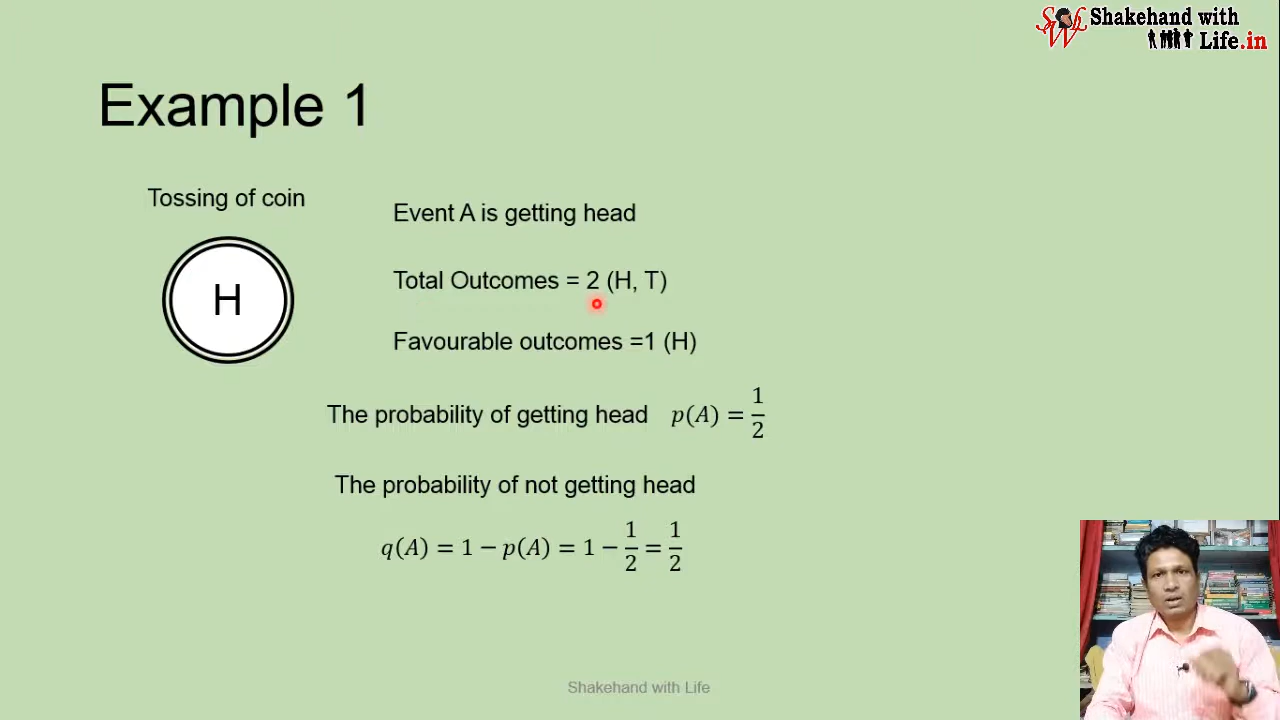 Shakehand with
Life.in
Example 1
Tossing of coin
H
Event A is getting head
Total Outcomes = 2 (H, T)
Favourable outcomes =1 (H)
The probability of getting head p(A) = 1/2
The probability of not getting head
q(A) = 1 − p(A) = 1 − 1/2 = 1/2
Shakehand with Life